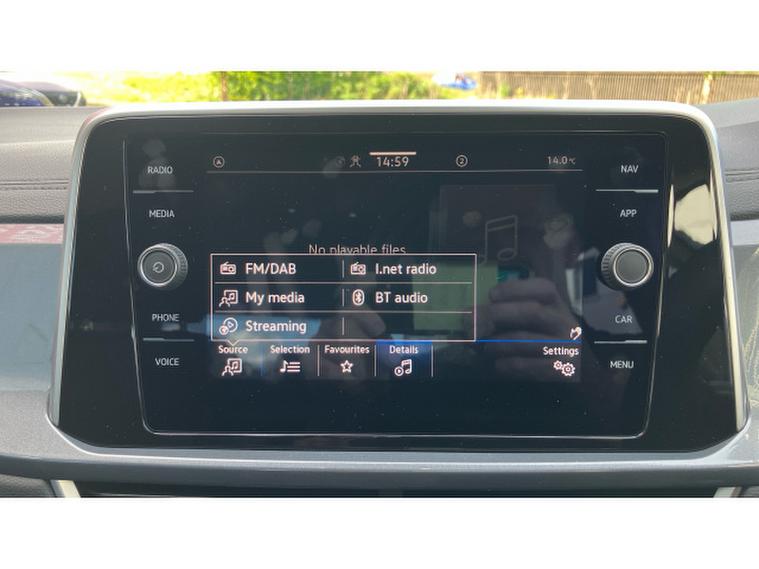 RADIO
A
14:59
2
14.0°C
NAV
MEDIA
APP
No playable files
FM/DAB
I.net radio
My media
BT audio
PHONE
CAR
Streaming
Source
Selection
Favourites
Details
Settings
VOICE
MENU